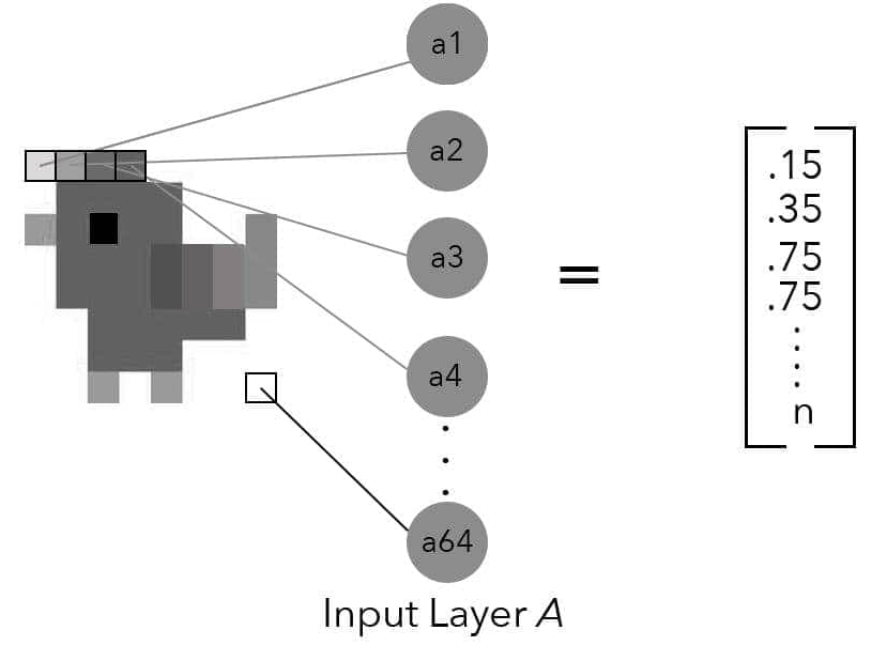 a1
a2
a3
a4
a64
Input Layer A
=
.15
.35
.75
.75
n